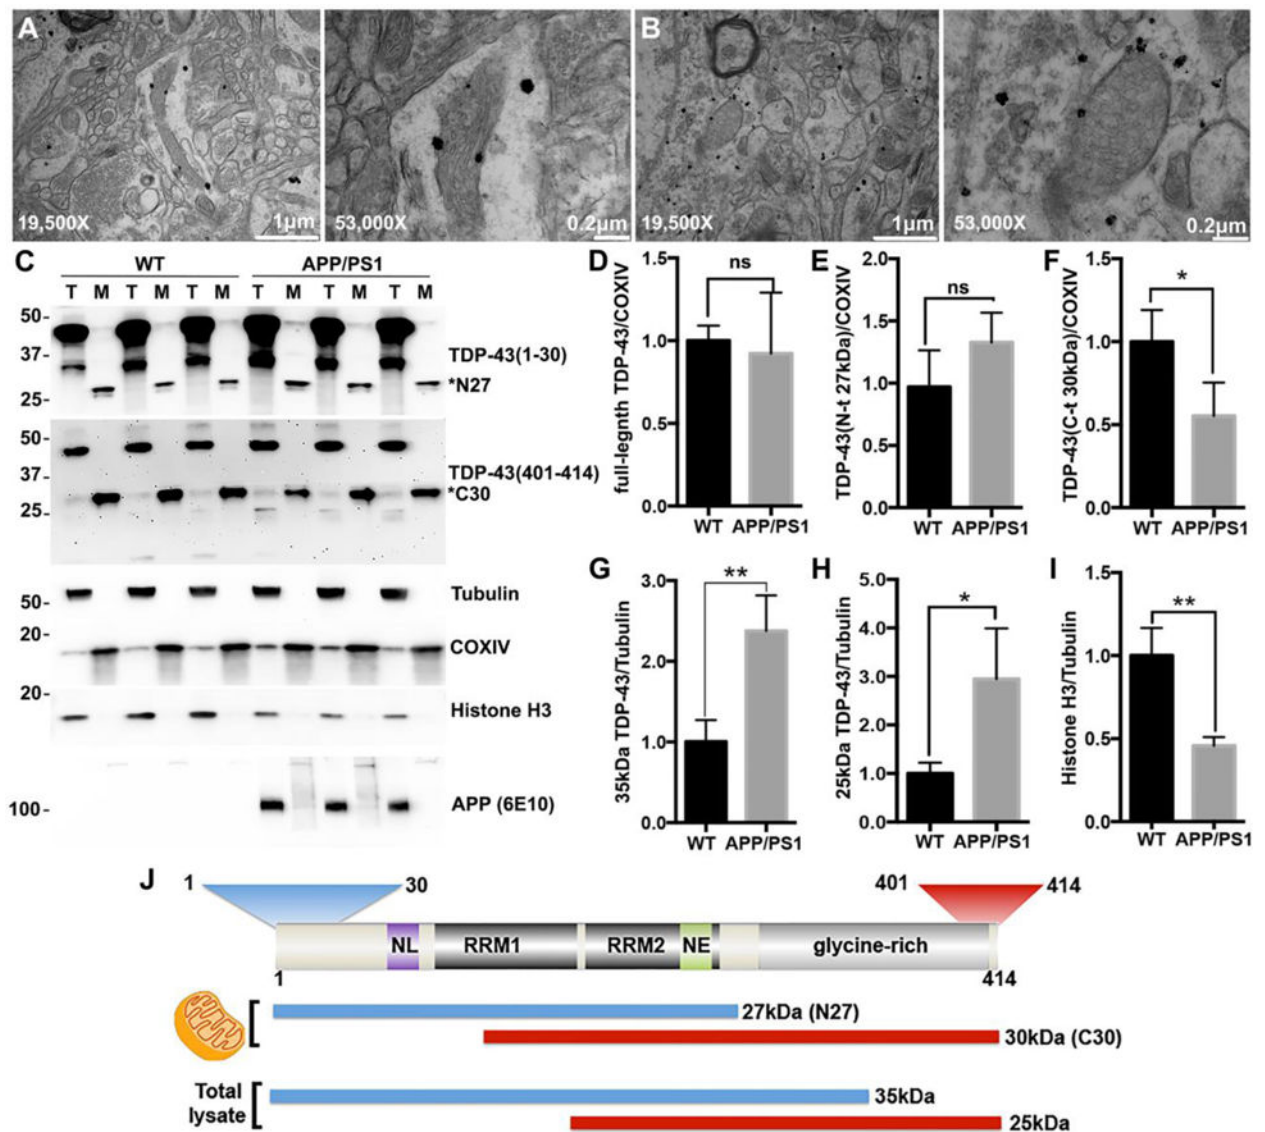 A
19,500X
1μm
53,000X
0.2μm
B
19,500X
1μm
53,000X
0.2μm
C
WT
APP/PS1
T M T M T M T M T M T M
50-
37-
25-
TDP-43(1-30)
*N27
50-
37-
25-
TDP-43(401-414)
*C30
Tubulin
50-
20-
COXIV
20
Histone H3
100-
APP (6E10)
D
full-legnth TDP-43/COXIV
1.5
1.0
0.5
0.0
ns
WT APP/PS1
E
TDP-43(N-t 27kDa)/COXIV
2.0
1.5
1.0
0.5
0.0
ns
WT APP/PS1
F
TDP-43(C-t 30kDa)/COXIV
1.5
1.0
0.5
0.0
*
WT APP/PS1
G
35kDa TDP-43/Tubulin
3.0
2.0
1.0
0.0
**
WT APP/PS1
H
25kDa TDP-43/Tubulin
5.0
4.0
3.0
2.0
1.0
0.0
*
WT APP/PS1
I
Histone H3/Tubulin
1.5
1.0
0.5
0.0
**
WT APP/PS1
J
1 30
401 414
NL RRM1 RRM2 NE glycine-rich
1 414
27kDa (N27)
30kDa (C30)
Total
lysate
35kDa
25kDa